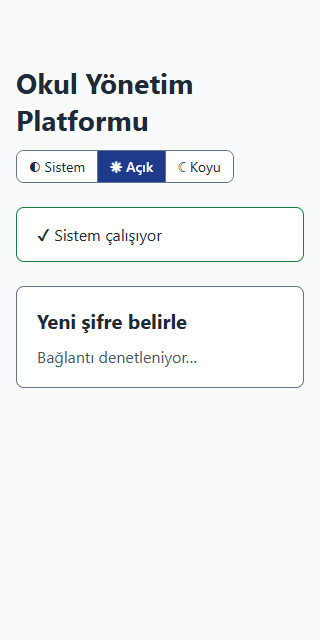 Okul Yönetim
Platformu
◐ Sistem ☀ Açık ☾ Koyu
✓ Sistem çalışıyor
Yeni şifre belirle
Bağlantı denetleniyor...